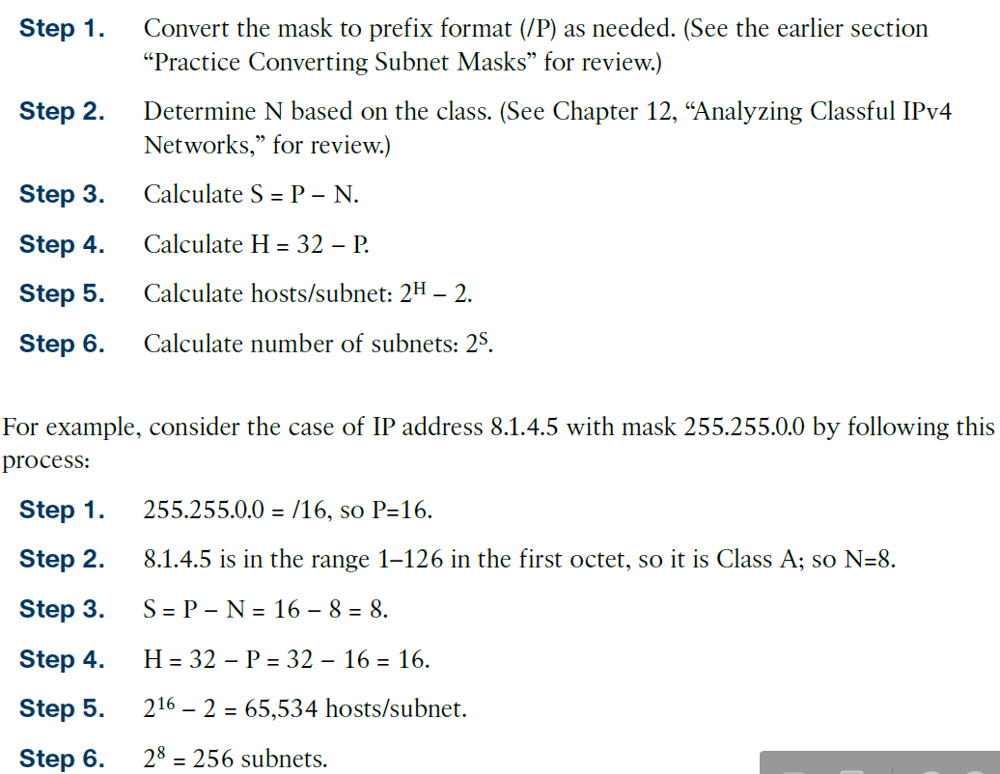 Step 1. Convert the mask to prefix format (/P) as needed. (See the earlier section
“Practice Converting Subnet Masks” for review.)
Step 2. Determine N based on the class. (See Chapter 12, “Analyzing Classful IPv4
Networks,” for review.)
Step 3. Calculate S = P – N.
Step 4. Calculate H = 32 – P.
Step 5. Calculate hosts/subnet: 2ᴴ – 2.
Step 6. Calculate number of subnets: 2ˢ.
For example, consider the case of IP address 8.1.4.5 with mask 255.255.0.0 by following this
process:
Step 1. 255.255.0.0 = /16, so P=16.
Step 2. 8.1.4.5 is in the range 1–126 in the first octet, so it is Class A; so N=8.
Step 3. S = P – N = 16 – 8 = 8.
Step 4. H = 32 – P = 32 – 16 = 16.
Step 5. 2¹⁶ – 2 = 65,534 hosts/subnet.
Step 6. 2⁸ = 256 subnets.